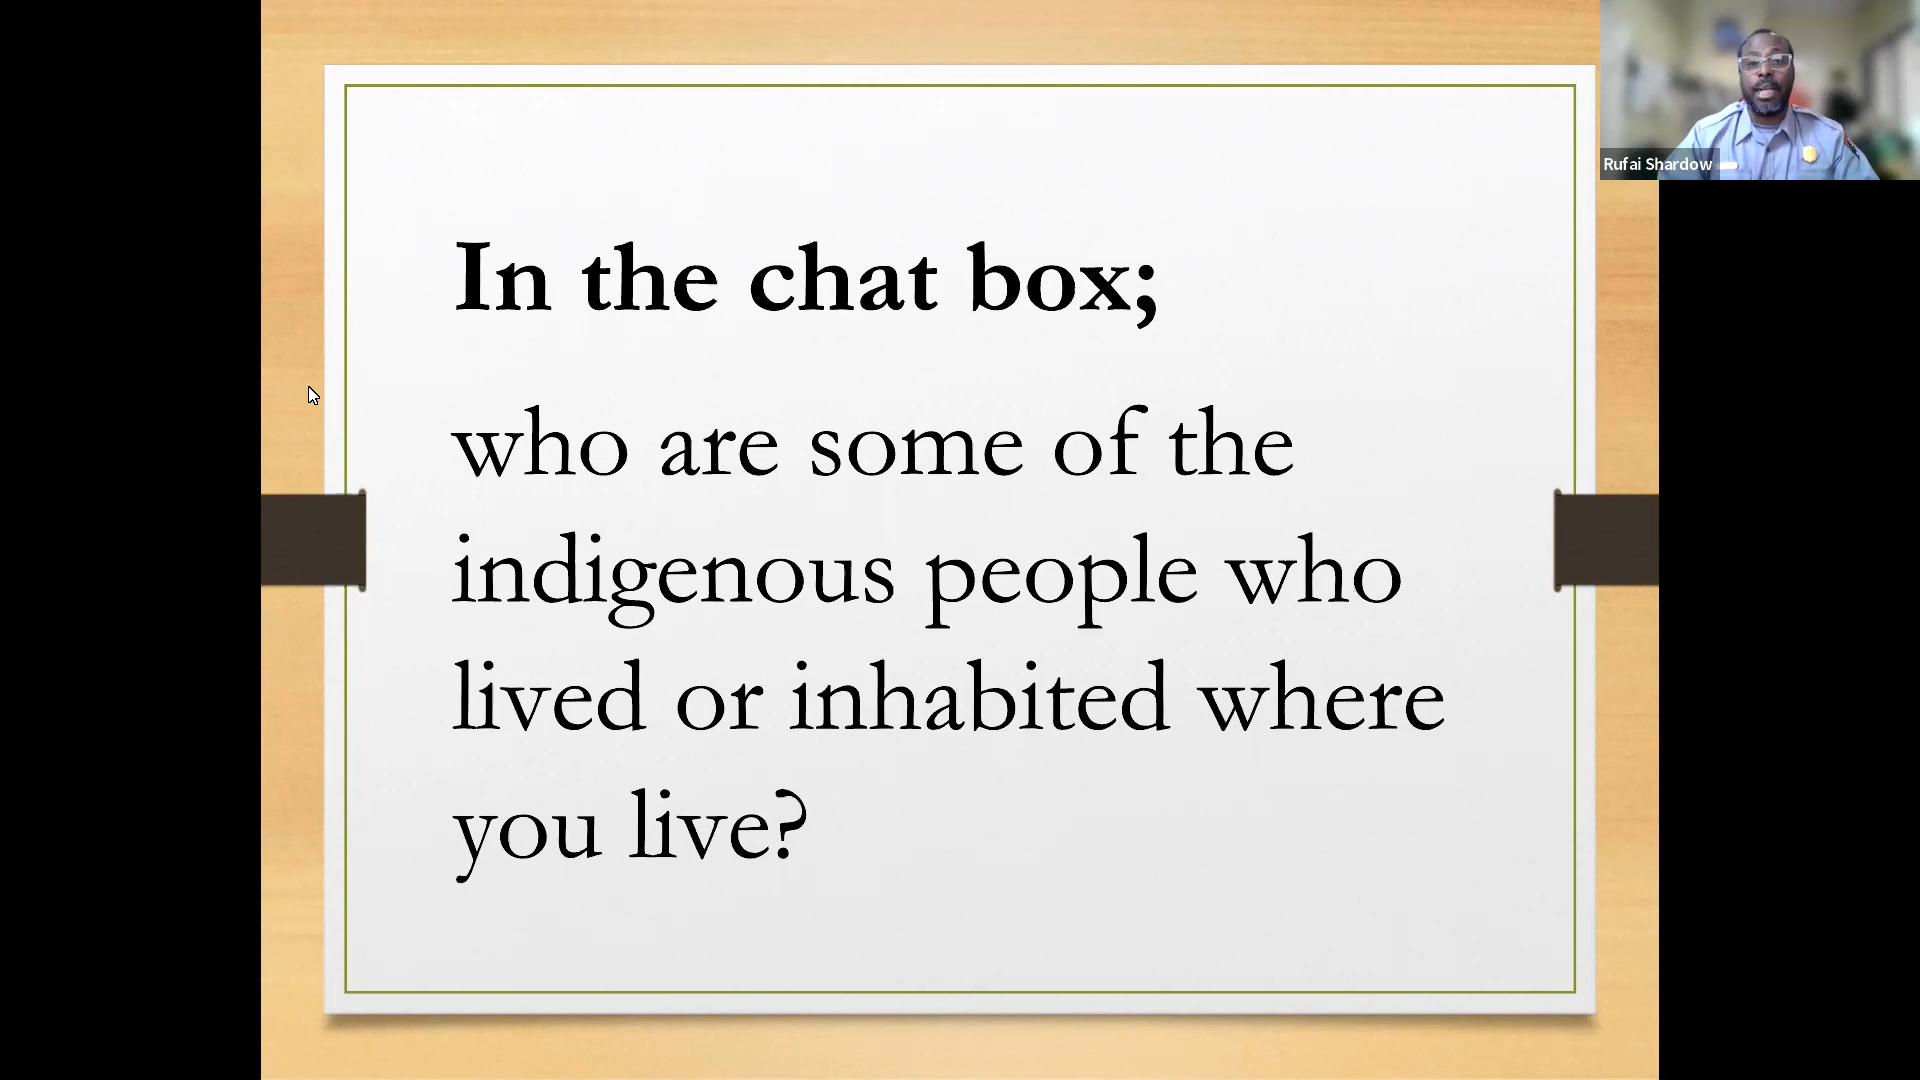 In the chat box;
who are some of the
indigenous people who
lived or inhabited where
you live?
Rufai Shardow